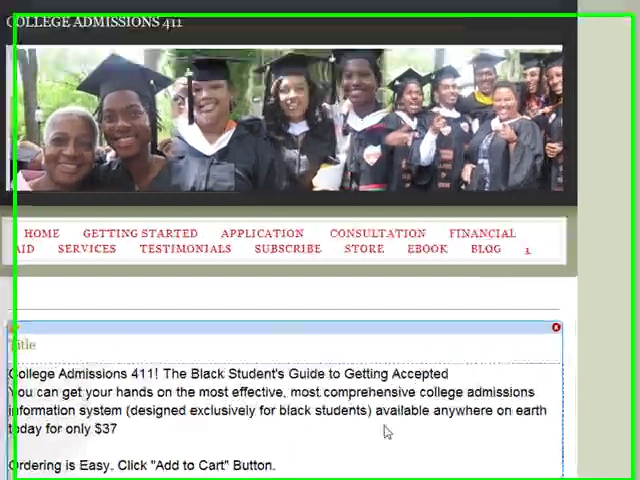 COLLEGE ADMISSIONS 411
HOME GETTING STARTED APPLICATION CONSULTATION FINANCIAL
AID SERVICES TESTIMONIALS SUBSCRIBE STORE EBOOK BLOG 1
Title
College Admissions 411! The Black Student's Guide to Getting Accepted
You can get your hands on the most effective, most comprehensive college admissions
information system (designed exclusively for black students) available anywhere on earth
today for only $37
Ordering is Easy. Click "Add to Cart" Button.